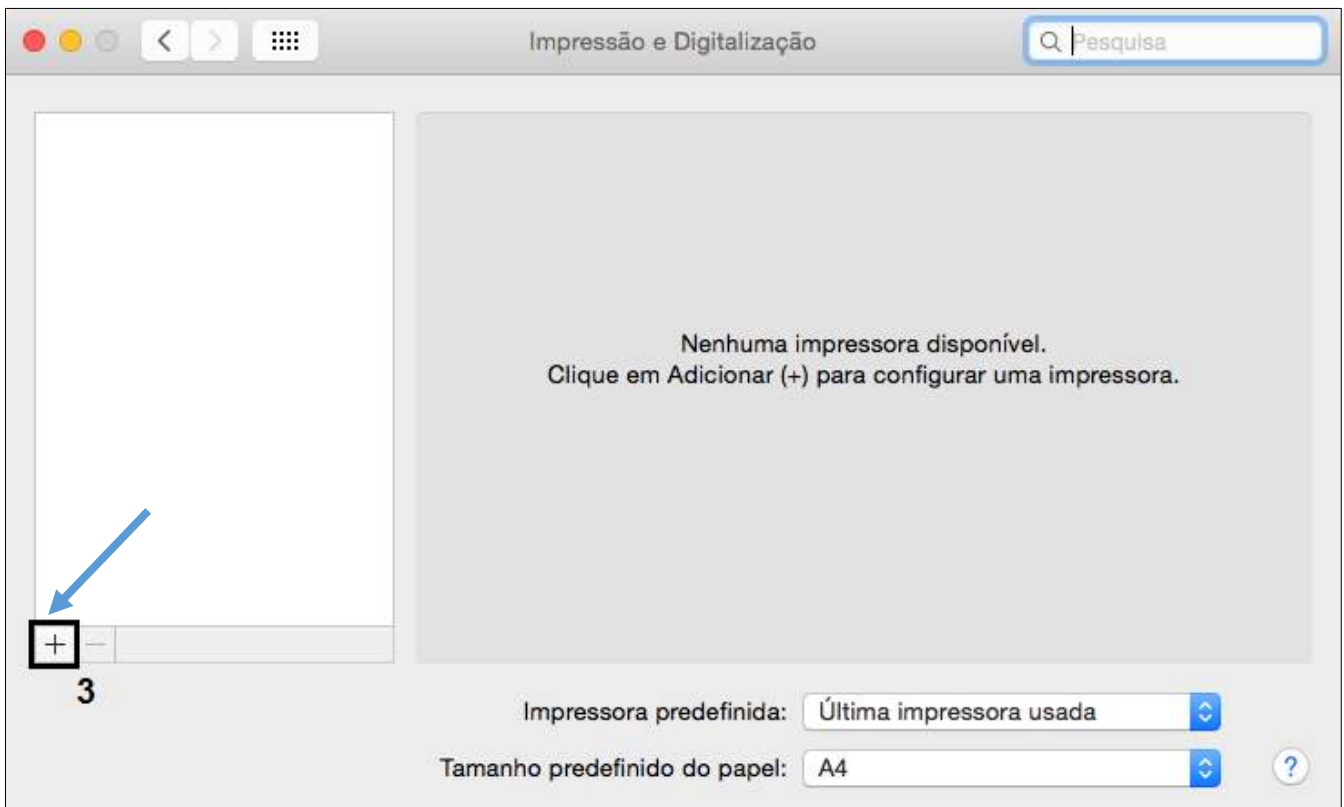 Impressão e Digitalização
Pesquisa
Nenhuma impressora disponível.
Clique em Adicionar (+) para configurar uma impressora.
+ −
3
Impressora predefinida: Última impressora usada
Tamanho predefinido do papel: A4 ?